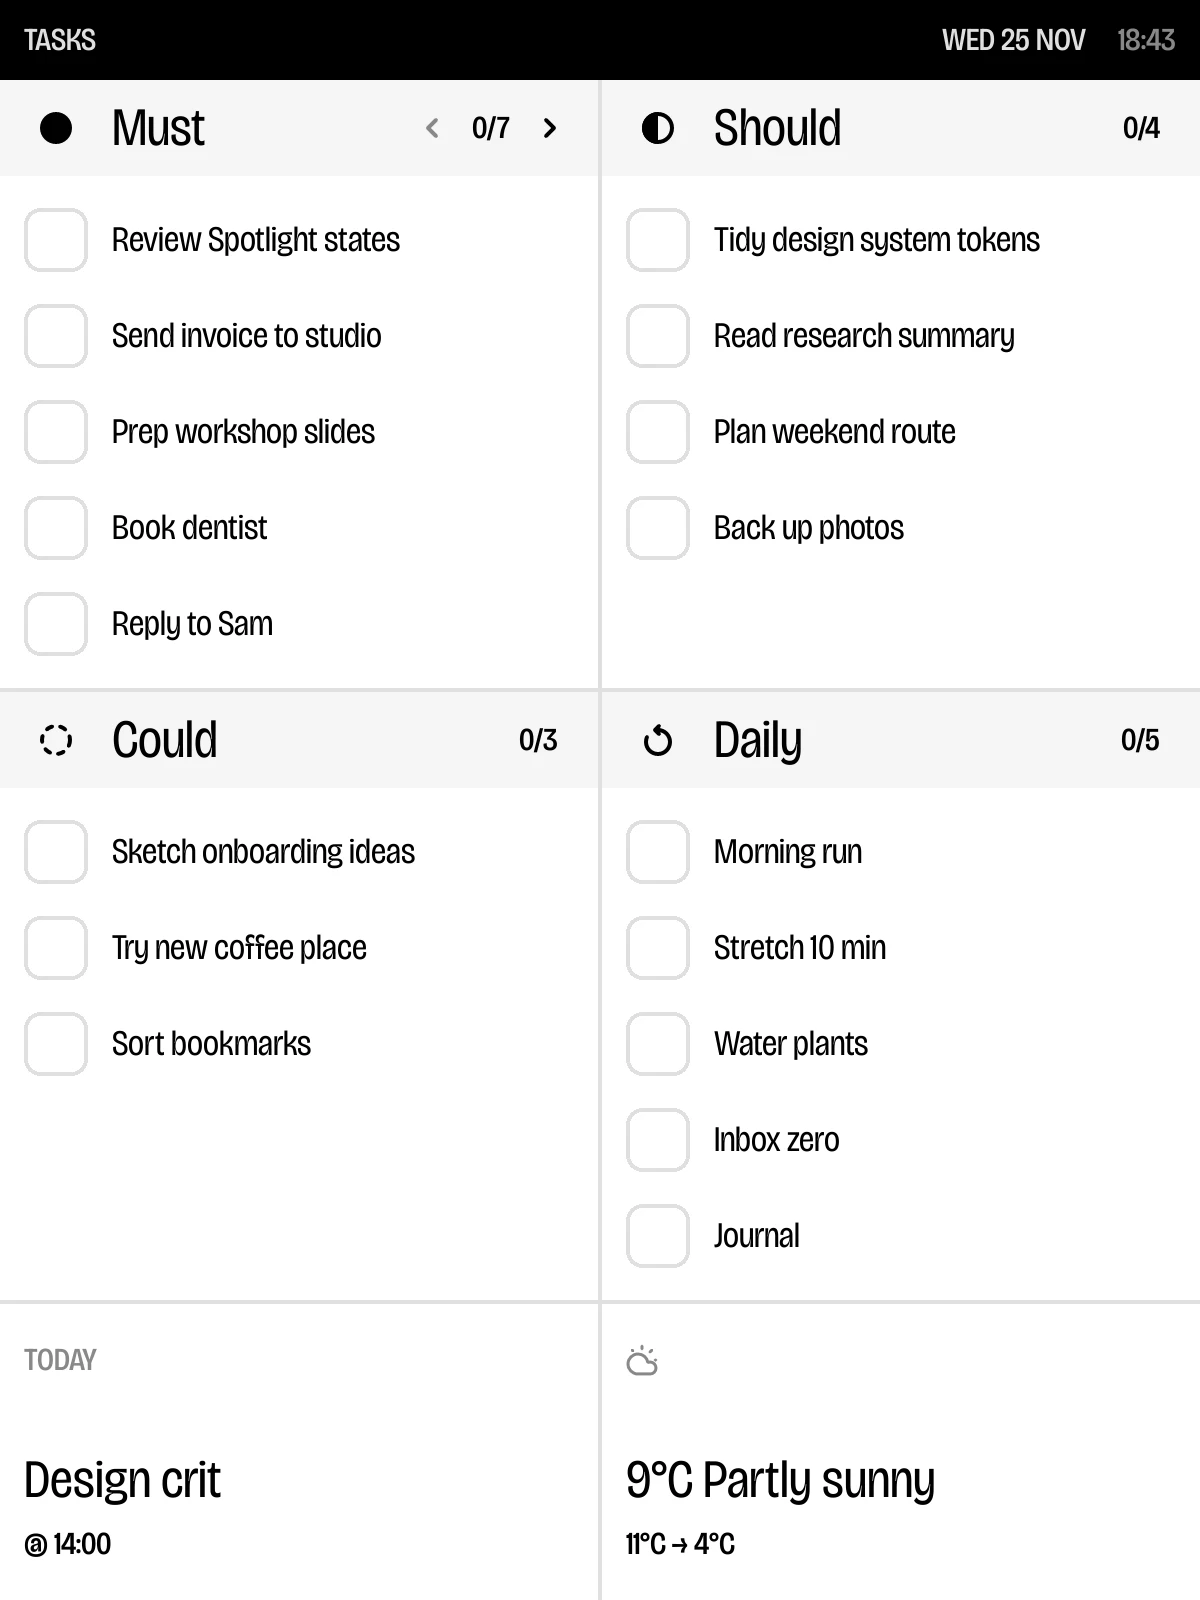 TASKS
WED 25 NOV 18:43
Must
0/7
Review Spotlight states
Send invoice to studio
Prep workshop slides
Book dentist
Reply to Sam
Should
0/4
Tidy design system tokens
Read research summary
Plan weekend route
Back up photos
Could
0/3
Sketch onboarding ideas
Try new coffee place
Sort bookmarks
Daily
0/5
Morning run
Stretch 10 min
Water plants
Inbox zero
Journal
TODAY
Design crit
@ 14:00
9°C Partly sunny
11°C → 4°C